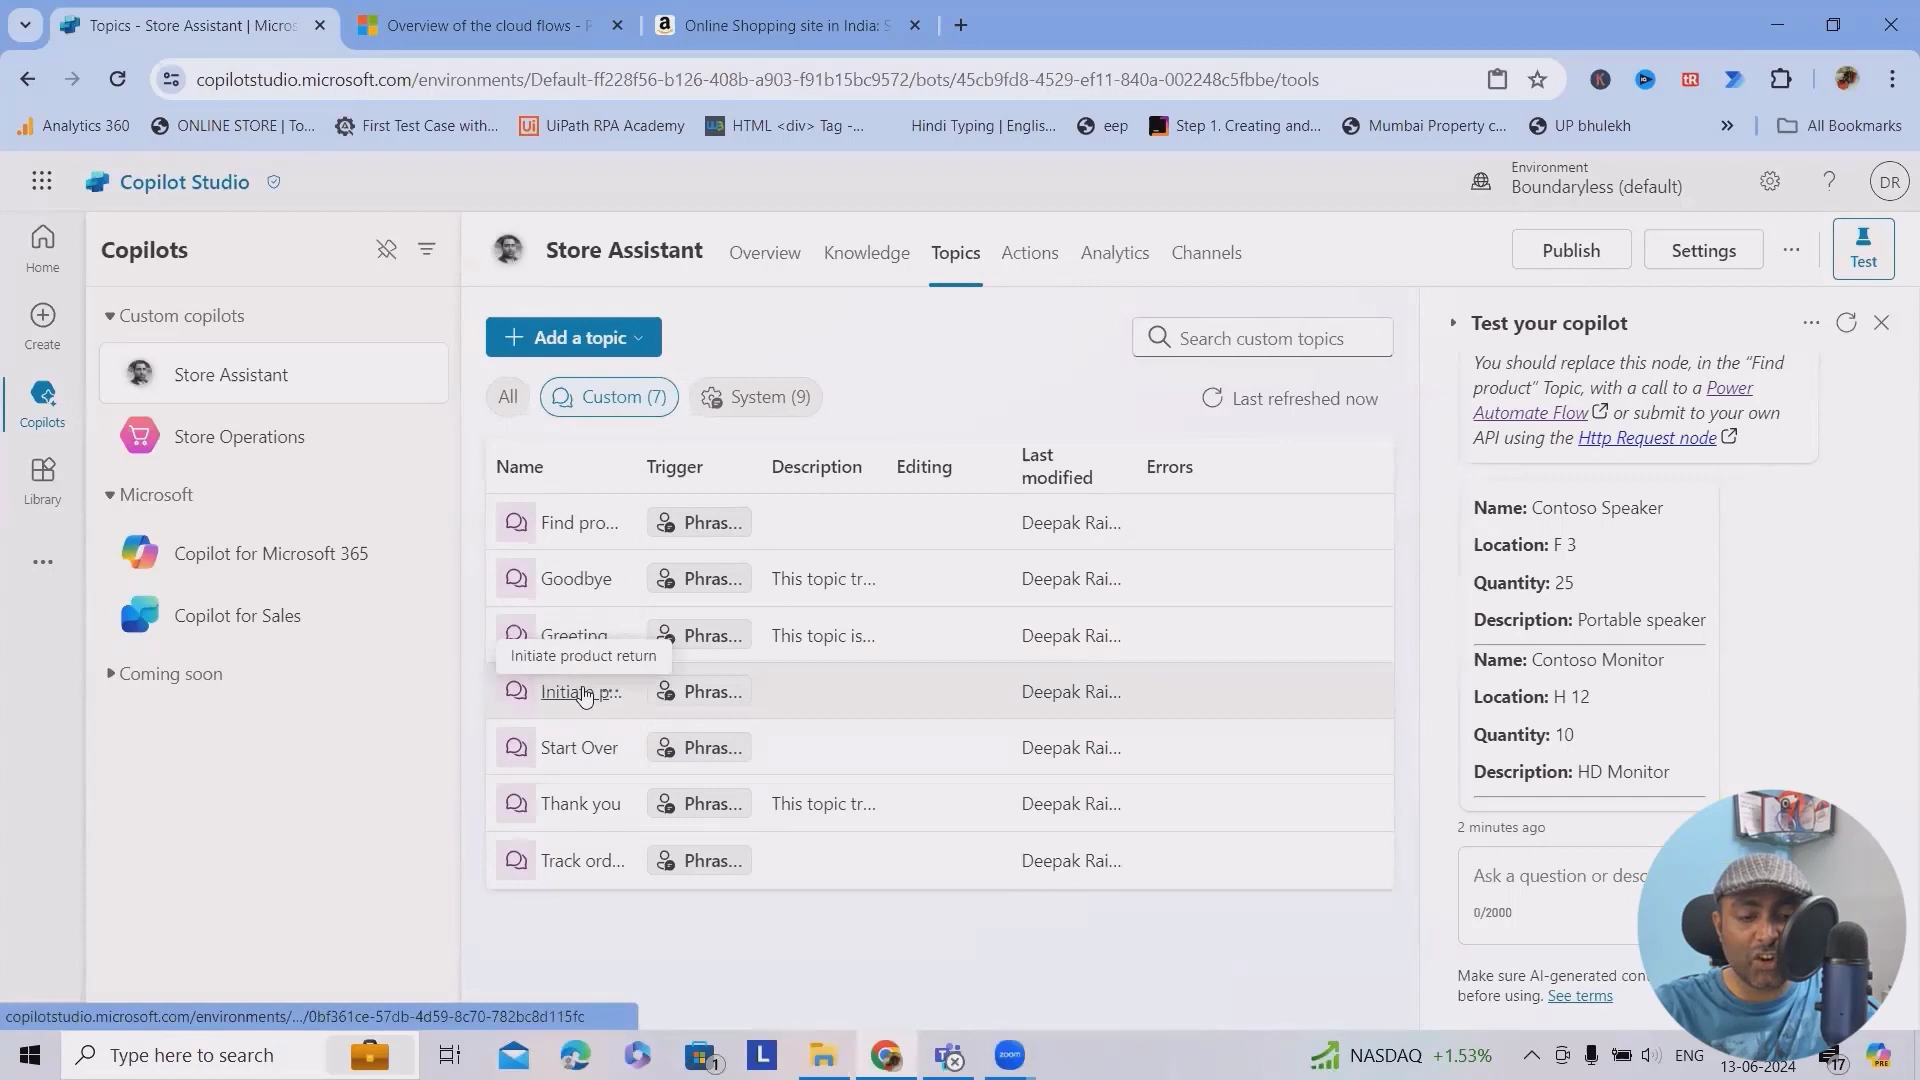 Topics - Store Assistant | Micros
Overview of the cloud flows - P
Online Shopping site in India: S
copilotstudio.microsoft.com/environments/Default-ff228f56-b126-408b-a903-f91b15bc9572/bots/45cb9fd8-4529-ef11-840a-002248c5fbbe/tools
Analytics 360
ONLINE STORE | To...
First Test Case with...
UiPath RPA Academy
HTML <div> Tag -...
Hindi Typing | Englis...
eep
Step 1. Creating and...
Mumbai Property c...
UP bhulekh
All Bookmarks
Copilot Studio
Environment
Boundaryless (default)
DR
Home
Create
Copilots
Library
Copilots
Custom copilots
Store Assistant
Store Operations
Microsoft
Copilot for Microsoft 365
Copilot for Sales
Coming soon
Store Assistant
Overview
Knowledge
Topics
Actions
Analytics
Channels
Publish
Settings
Test
Add a topic
Search custom topics
All
Custom (7)
System (9)
Last refreshed now
Name Trigger Description Editing Last modified Errors
Find pro... Phras... Deepak Rai...
Goodbye Phras... This topic tr... Deepak Rai...
Greeting Phras... This topic is... Deepak Rai...
Initiate product return
Initiate p... Phras... Deepak Rai...
Start Over Phras... Deepak Rai...
Thank you Phras... This topic tr... Deepak Rai...
Track ord... Phras... Deepak Rai...
Test your copilot
You should replace this node, in the "Find
product" Topic, with a call to a Power
Automate Flow or submit to your own
API using the Http Request node
Name: Contoso Speaker
Location: F 3
Quantity: 25
Description: Portable speaker
Name: Contoso Monitor
Location: H 12
Quantity: 10
Description: HD Monitor
2 minutes ago
Ask a question or desc
0/2000
Make sure AI-generated con
before using. See terms
copilotstudio.microsoft.com/environments/.../0bf361ce-57db-4d59-8c70-782bc8d115fc
Type here to search
L
1
zoom
NASDAQ +1.53%
ENG
13-06-2024
17
PRE